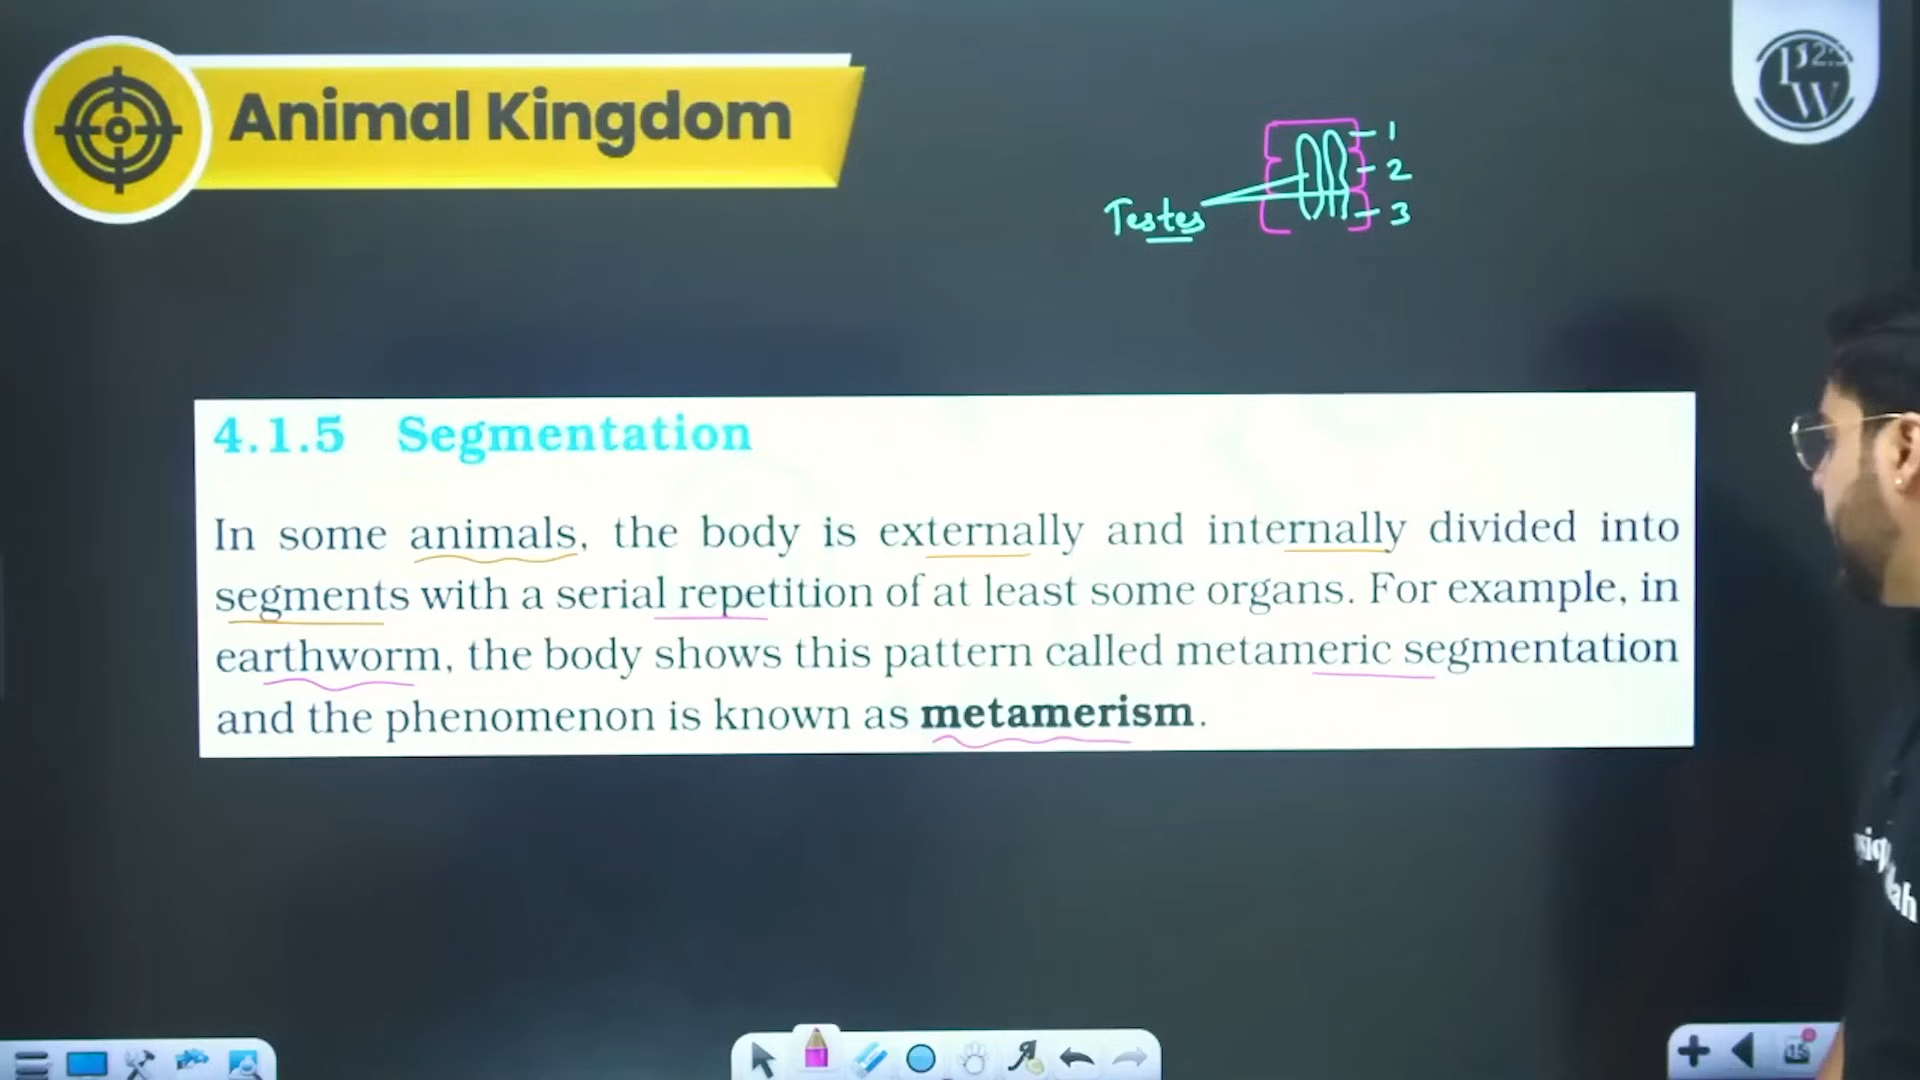 Animal Kingdom
PW
1
2
Testes
3
4.1.5 Segmentation
In some animals, the body is externally and internally divided into
segments with a serial repetition of at least some organs. For example, in
earthworm, the body shows this pattern called metameric segmentation
and the phenomenon is known as metamerism.
15